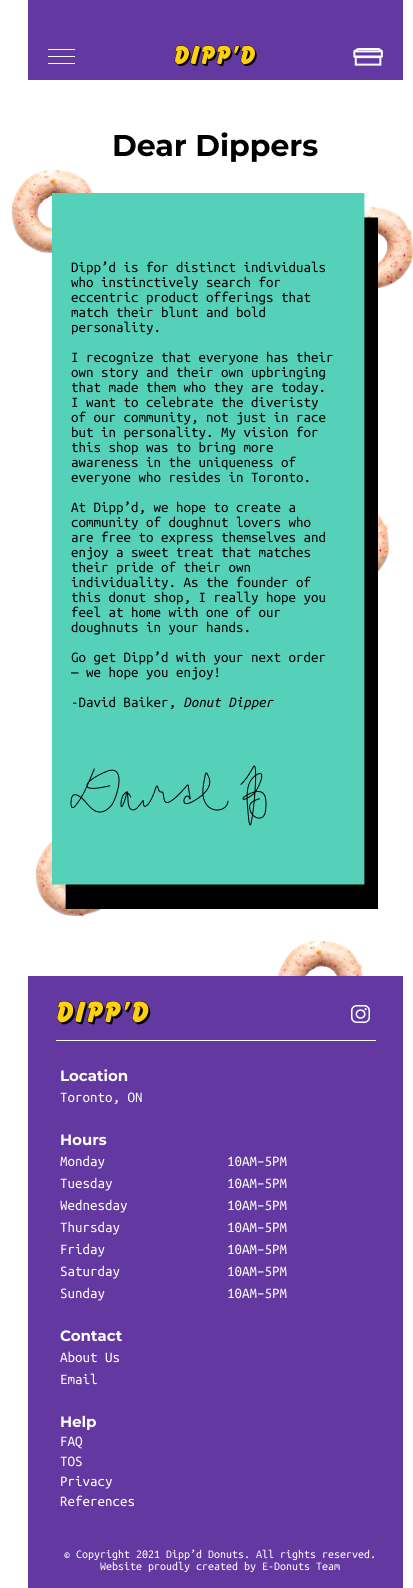 DIPP'D
Dear Dippers
Dipp’d is for distinct individuals
who instinctively search for
eccentric product offerings that
match their blunt and bold
personality.
I recognize that everyone has their
own story and their own upbringing
that made them who they are today.
I want to celebrate the diveristy
of our community, not just in race
but in personality. My vision for
this shop was to bring more
awareness in the uniqueness of
everyone who resides in Toronto.
At Dipp’d, we hope to create a
community of doughnut lovers who
are free to express themselves and
enjoy a sweet treat that matches
their pride of their own
individuality. As the founder of
this donut shop, I really hope you
feel at home with one of our
doughnuts in your hands.
Go get Dipp’d with your next order
— we hope you enjoy!
-David Baiker, Donut Dipper
David B
DIPP'D
Location
Toronto, ON
Hours
Monday 10AM–5PM
Tuesday 10AM–5PM
Wednesday 10AM–5PM
Thursday 10AM–5PM
Friday 10AM–5PM
Saturday 10AM–5PM
Sunday 10AM–5PM
Contact
About Us
Email
Help
FAQ
TOS
Privacy
References
© Copyright 2021 Dipp’d Donuts. All rights reserved.
Website proudly created by E-Donuts Team